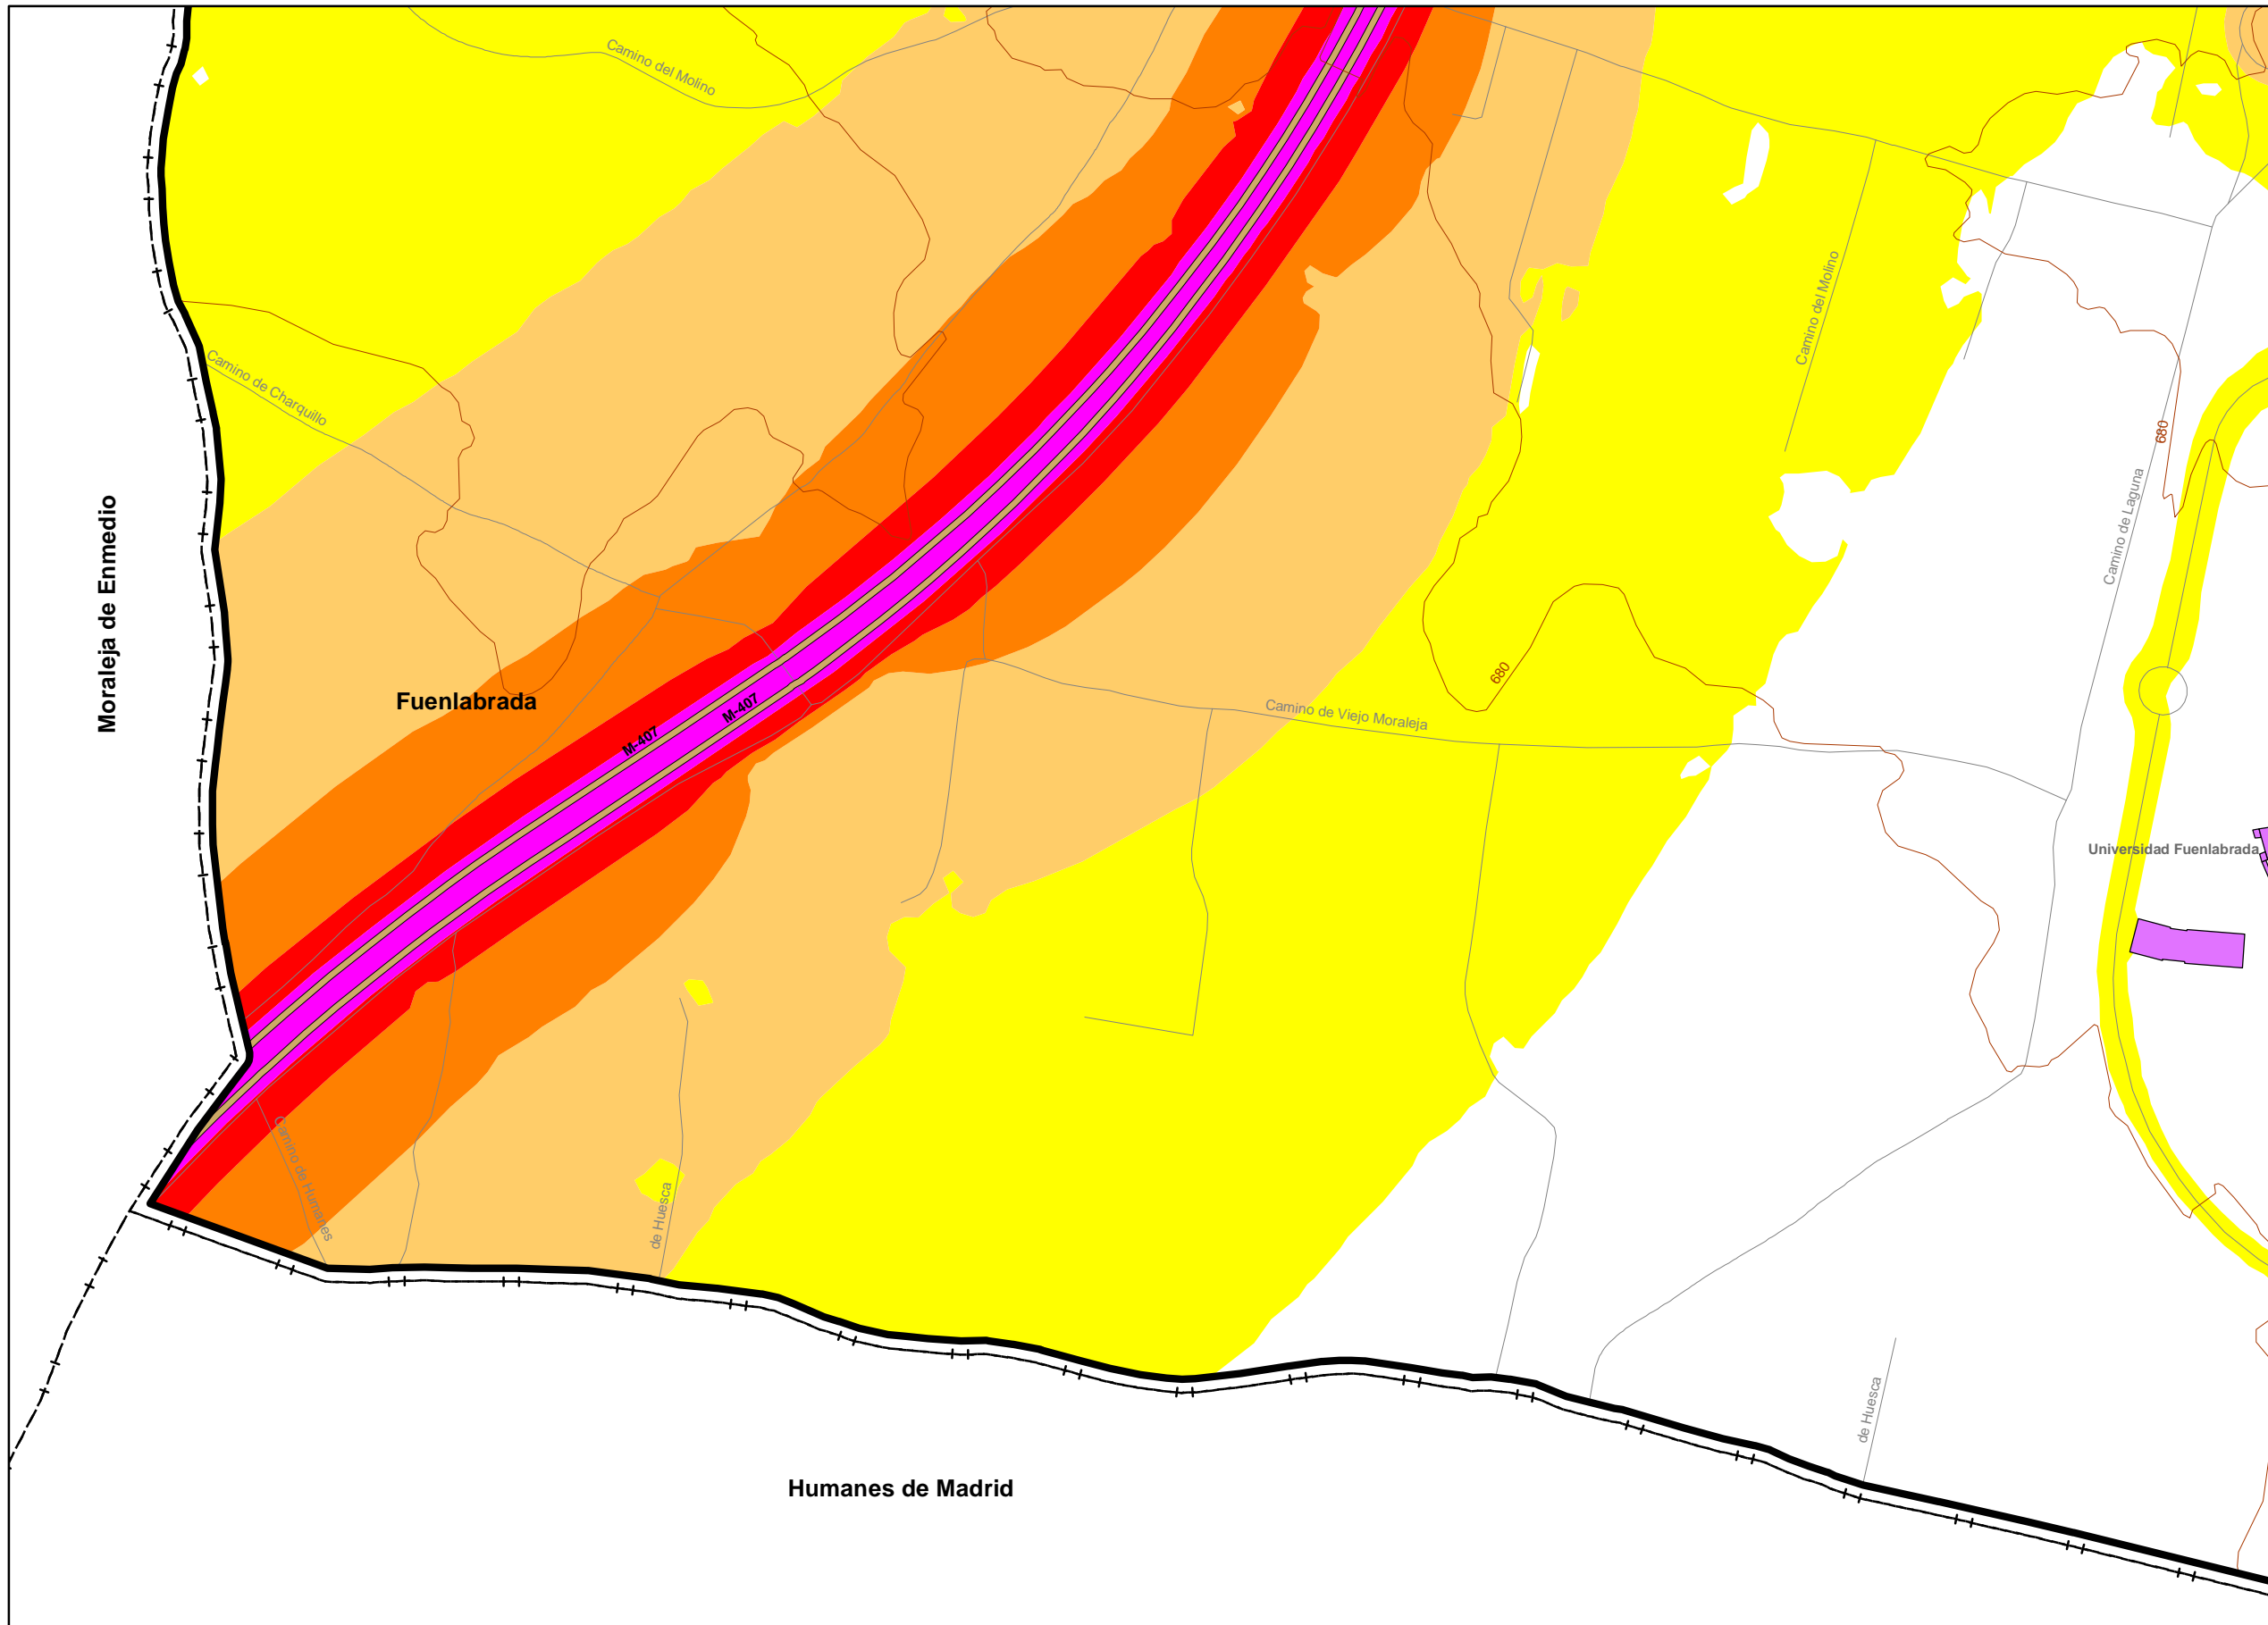 Camino del Molino
Camino del Molino
Camino de Charquillo
680
Camino de Laguna
Moraleja de Enmedio
680
Fuenlabrada
M-407
M-407
Camino de Viejo Moraleja
Universidad Fuenlabrada
Camino de Humanes
de Huesca
de Huesca
Humanes de Madrid